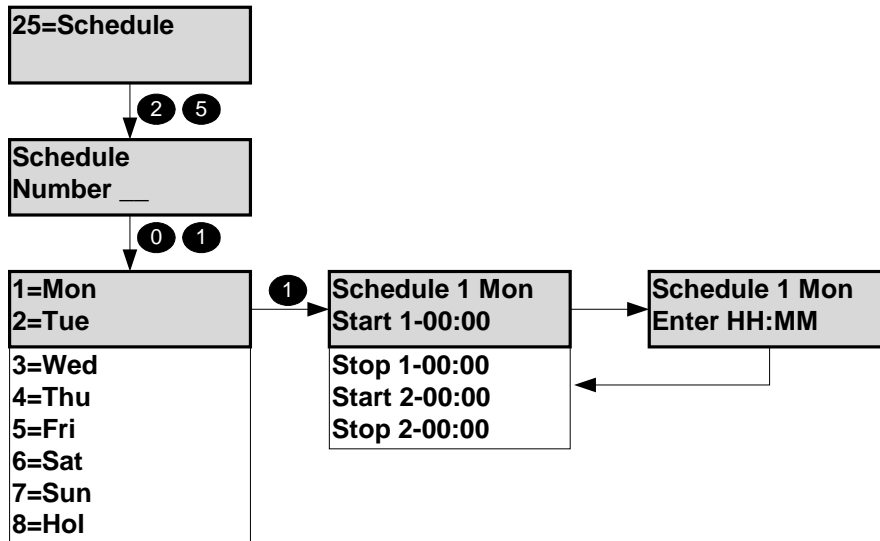 25=Schedule
2 5
Schedule
Number __
0 1
1=Mon
2=Tue
3=Wed
4=Thu
5=Fri
6=Sat
7=Sun
8=Hol
1
Schedule 1 Mon
Start 1-00:00
Stop 1-00:00
Start 2-00:00
Stop 2-00:00
Schedule 1 Mon
Enter HH:MM